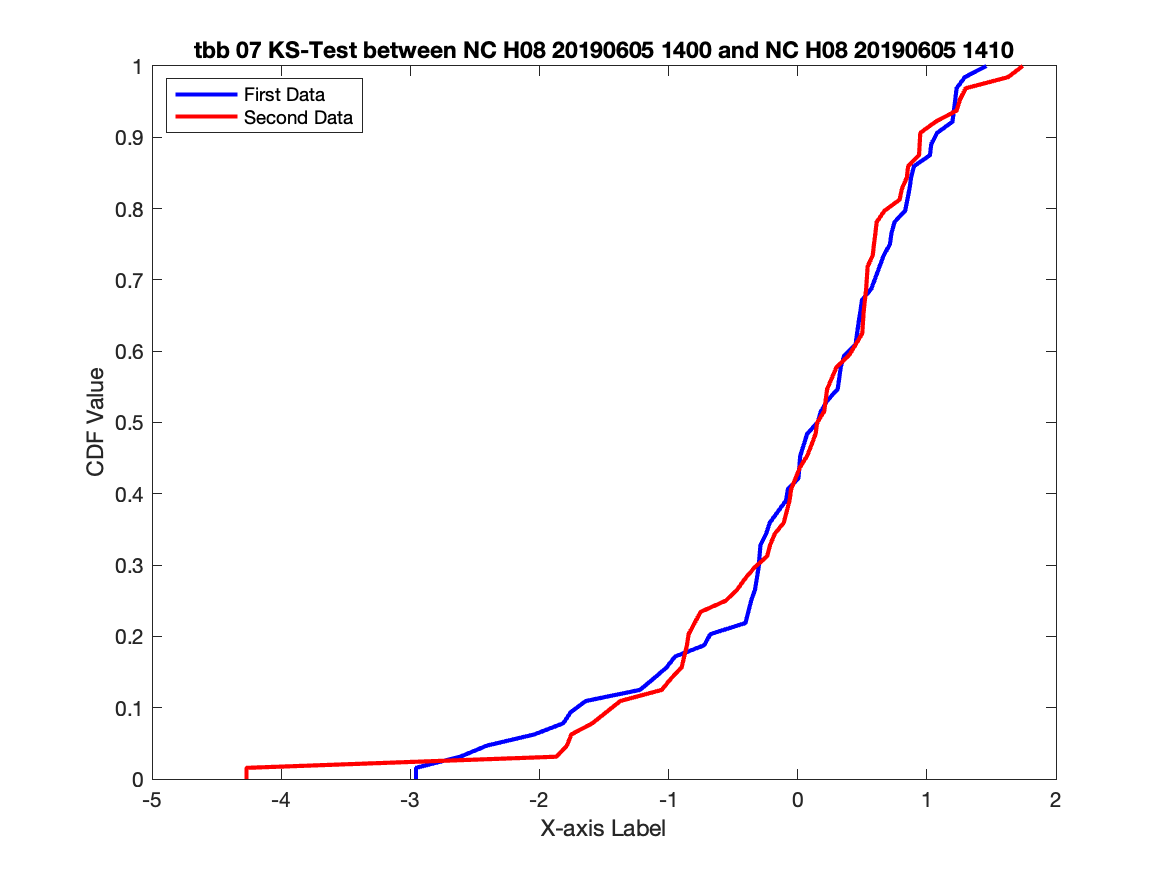 tbb 07 KS-Test between NC H08 20190605 1400 and NC H08 20190605 1410
First Data
Second Data
1
0.9
0.8
0.7
0.6
0.5
0.4
0.3
0.2
0.1
0
CDF Value
-5 -4 -3 -2 -1 0 1 2
X-axis Label